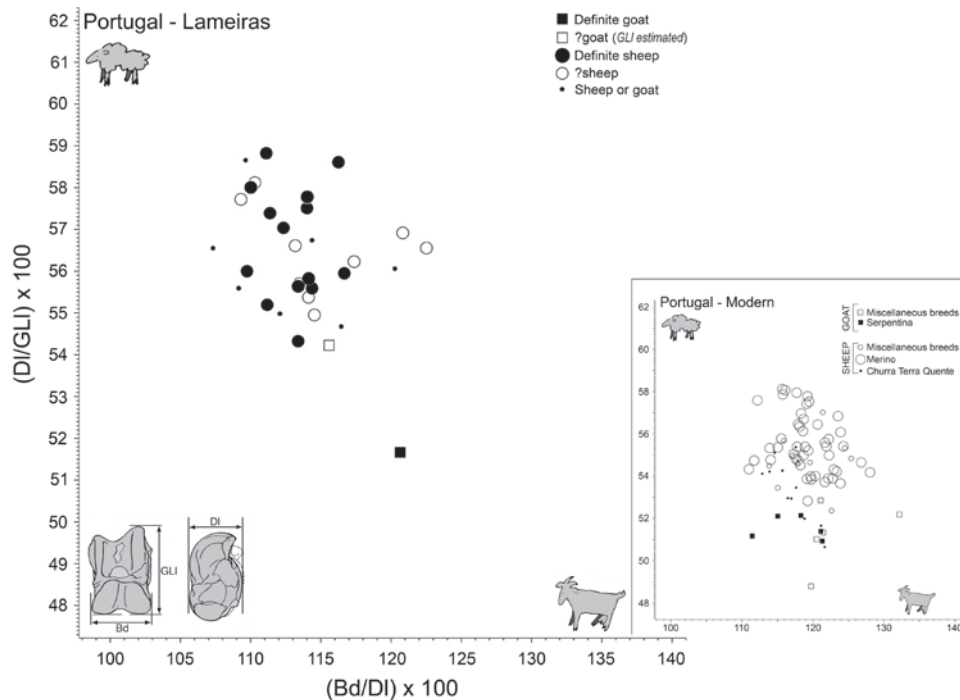 Portugal - Lameiras
Definite goat
?goat (GLI estimated)
Definite sheep
?sheep
Sheep or goat
62
61
60
59
58
57
56
55
54
53
52
51
50
49
48
(Dl/GLl) x 100
GLl
Bd
Dl
100
105
110
115
120
125
130
135
140
(Bd/Dl) x 100
Portugal - Modern
GOAT
Miscellaneous breeds
Serpentina
SHEEP
Miscellaneous breeds
Merino
Churra Terra Quente
62
60
58
56
54
52
50
48
100
110
120
130
140